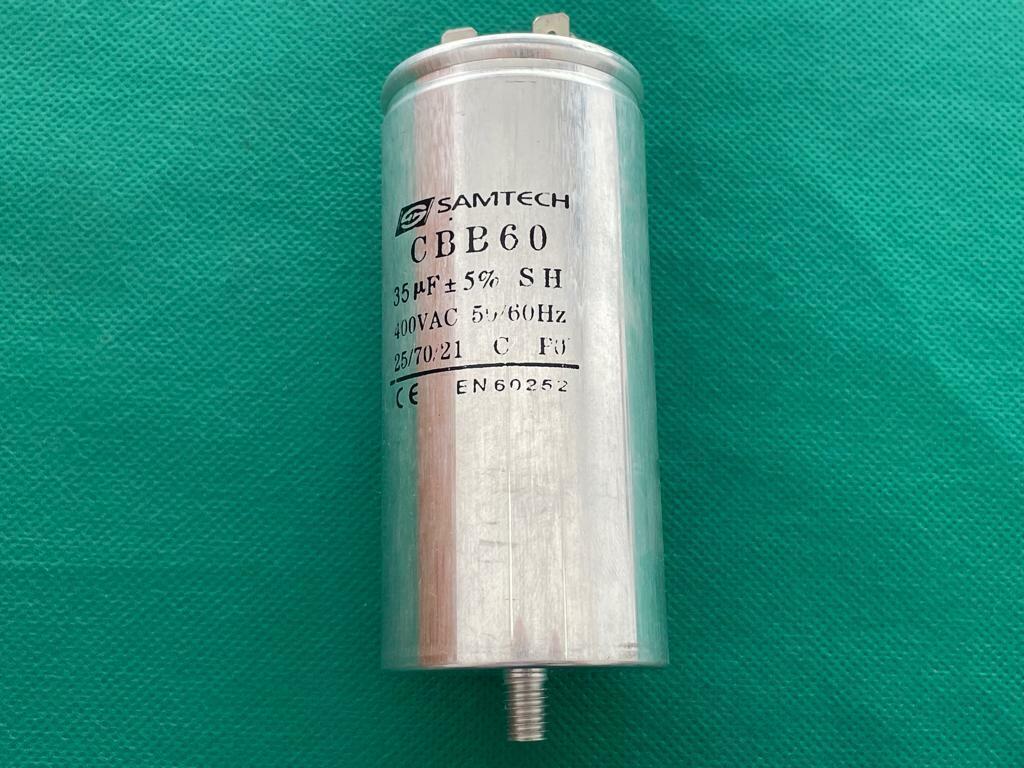 SAMTECH
CBB60
35µF±5% SH
400VAC 50/60Hz
25/70/21 C P0
CE EN60252